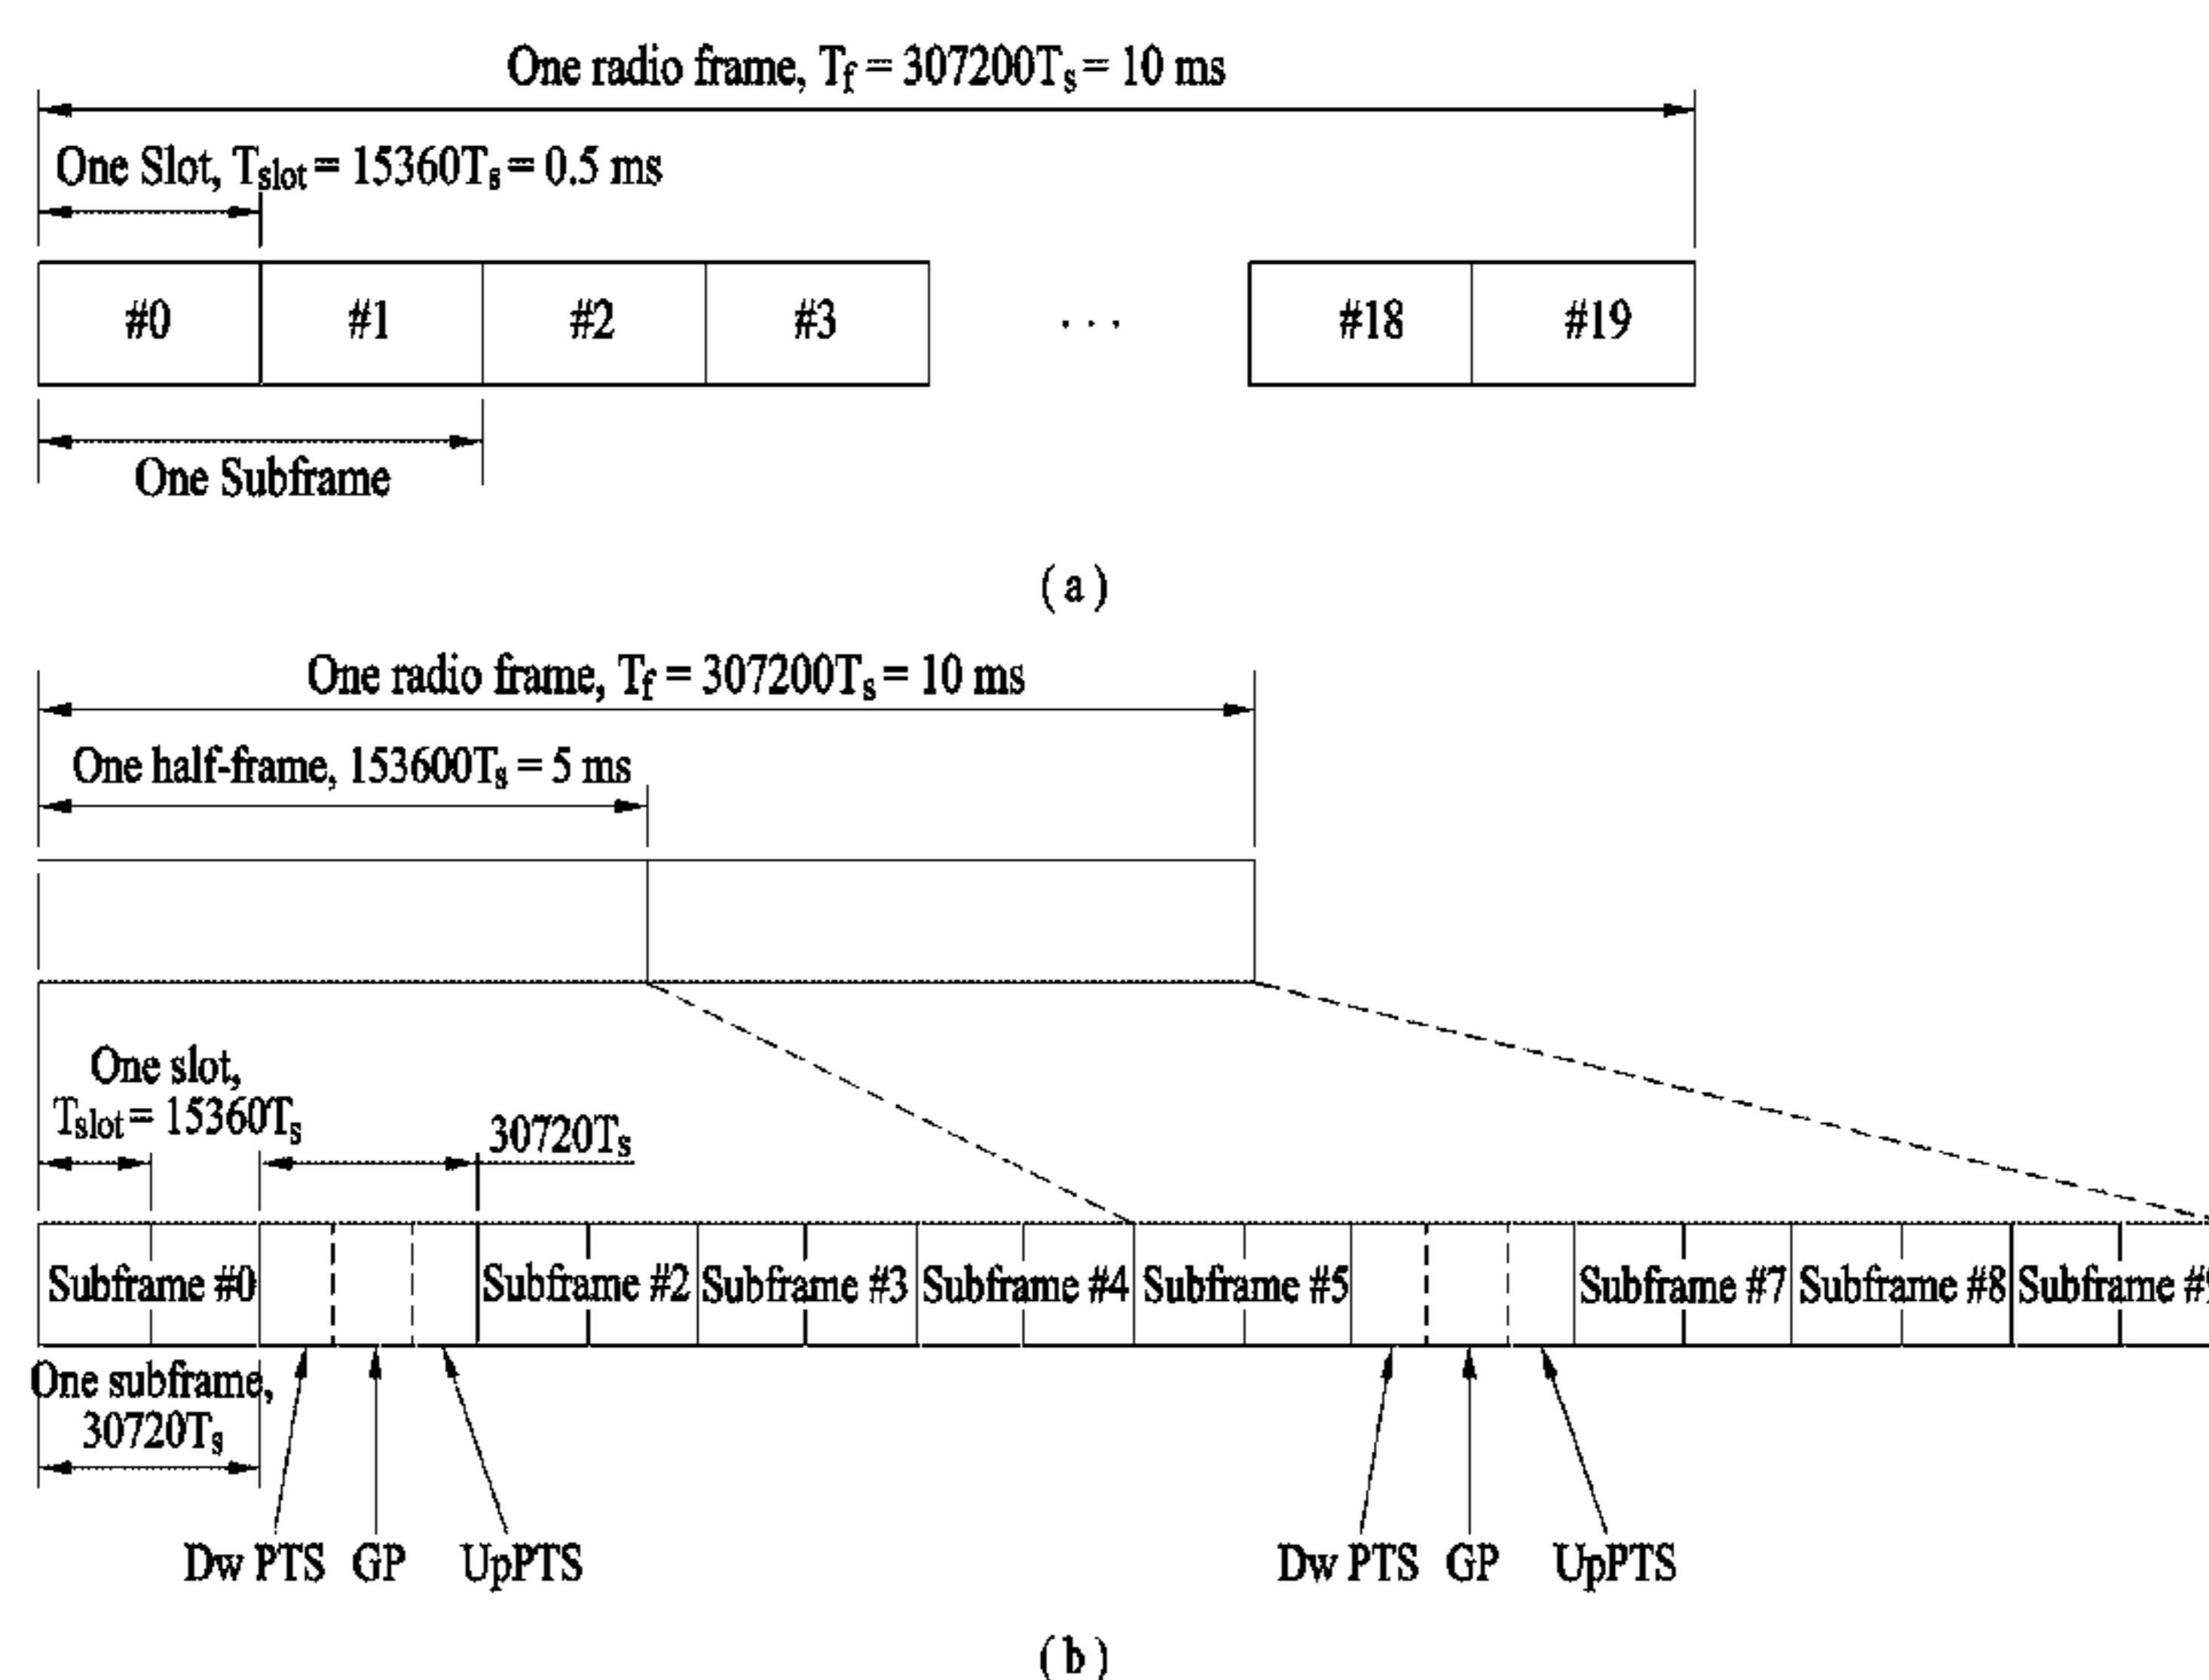 One radio frame, Tf = 307200Ts = 10 ms
One Slot, Tslot = 15360Ts = 0.5 ms
#0 #1 #2 #3 . . . #18 #19
One Subframe
( a )
One radio frame, Tf = 307200Ts = 10 ms
One half-frame, 153600Ts = 5 ms
One slot,
Tslot = 15360Ts
30720Ts
Subframe #0 Subframe #2 Subframe #3 Subframe #4 Subframe #5 Subframe #7 Subframe #8 Subframe #9
One subframe,
30720Ts
Dw PTS GP UpPTS Dw PTS GP UpPTS
( b )